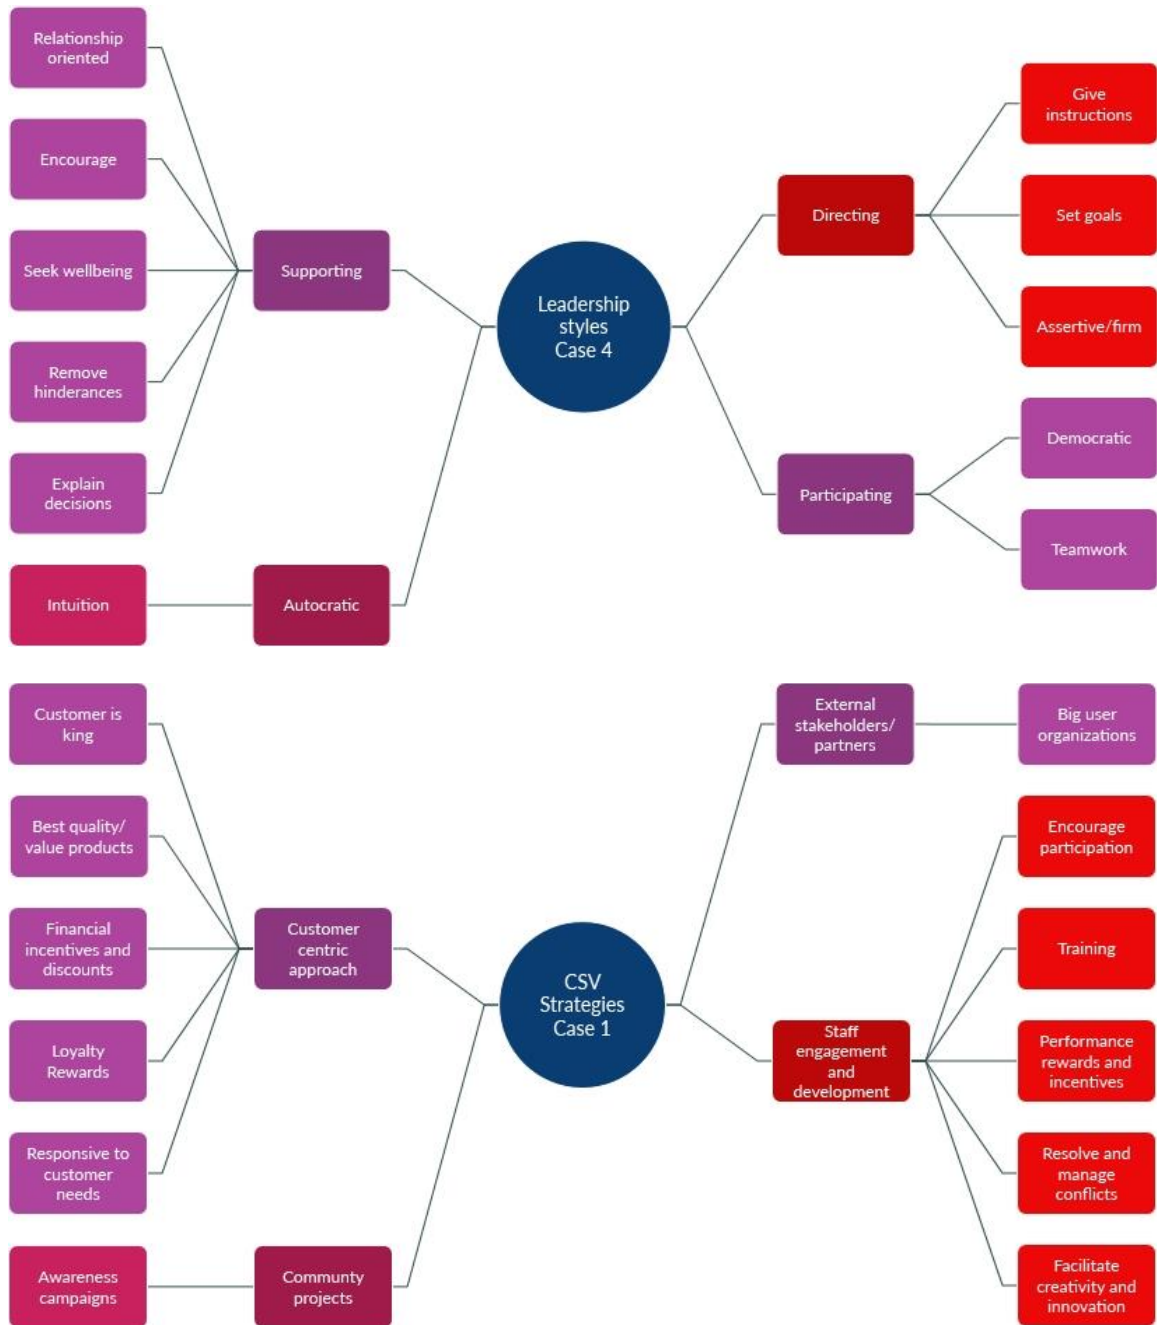 Relationship
oriented
Encourage
Seek wellbeing
Remove
hinderances
Explain
decisions
Intuition
Supporting
Autocratic
Leadership
styles
Case 4
Directing
Participating
Give
instructions
Set goals
Assertive/firm
Democratic
Teamwork
Customer is
king
Best quality/
value products
Financial
incentives and
discounts
Loyalty
Rewards
Responsive to
customer
needs
Awareness
campaigns
Customer
centric
approach
Communty
projects
CSV
Strategies
Case 1
External
stakeholders/
partners
Staff
engagement
and
development
Big user
organizations
Encourage
participation
Training
Performance
rewards and
incentives
Resolve and
manage
conflicts
Facilitate
creativity and
innovation